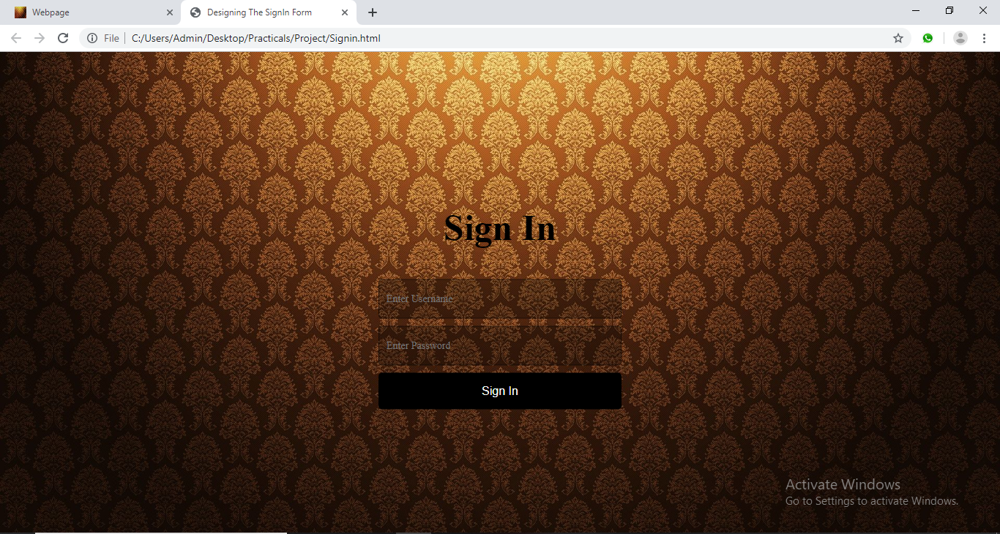 Webpage
Designing The SignIn Form
File
C:/Users/Admin/Desktop/Practicals/Project/Signin.html
Sign In
Enter Username
Enter Password
Sign In
Activate Windows
Go to Settings to activate Windows.